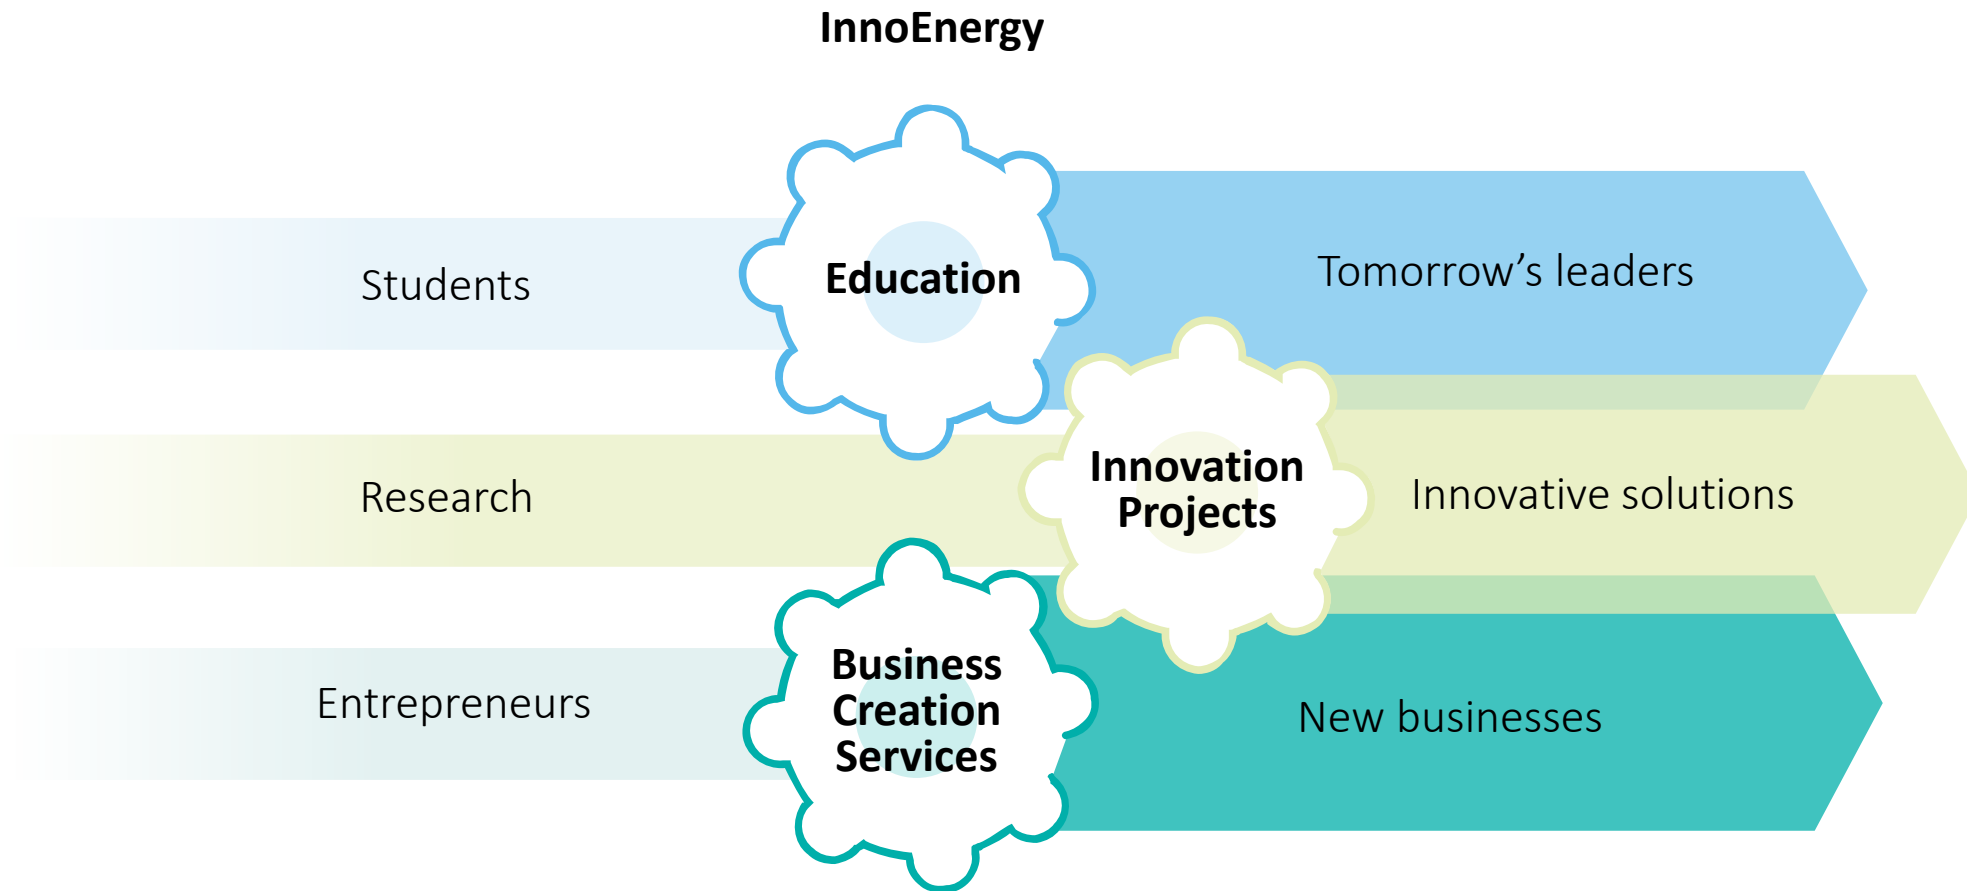 InnoEnergy
Students
Education
Tomorrow’s leaders
Research
Innovation
Projects
Innovative solutions
Entrepreneurs
Business
Creation
Services
New businesses